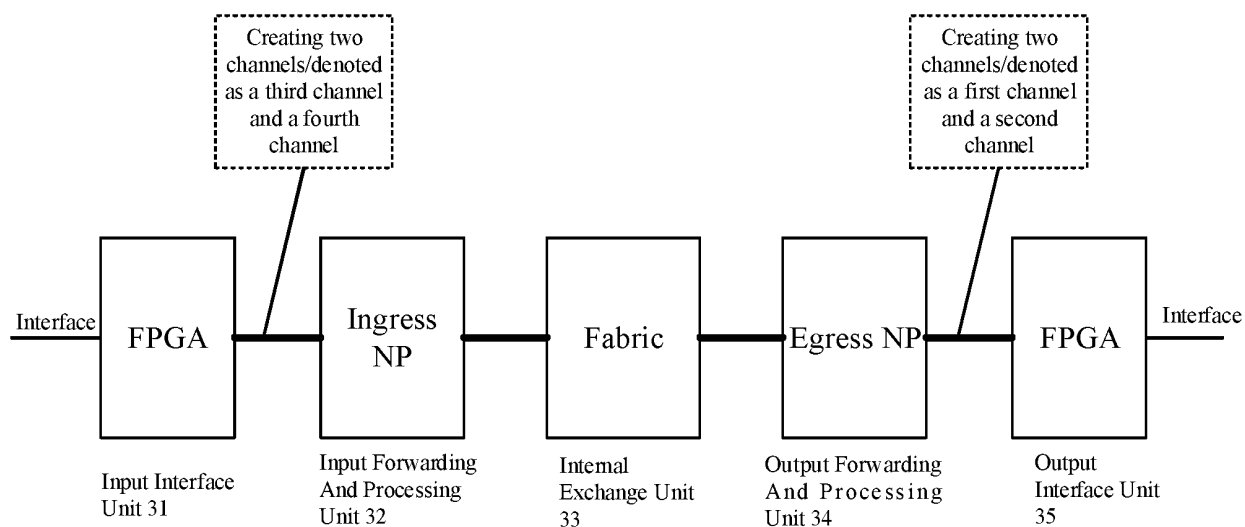 Creating two
channels/denoted
as a third channel
and a fourth
channel
Creating two
channels/denoted
as a first channel
and a second
channel
Interface
FPGA
Ingress
NP
Fabric
Egress NP
FPGA
Interface
Input Interface
Unit 31
Input Forwarding
And Processing
Unit 32
Internal
Exchange Unit
33
Output Forwarding
And Processing
Unit 34
Output
Interface Unit
35